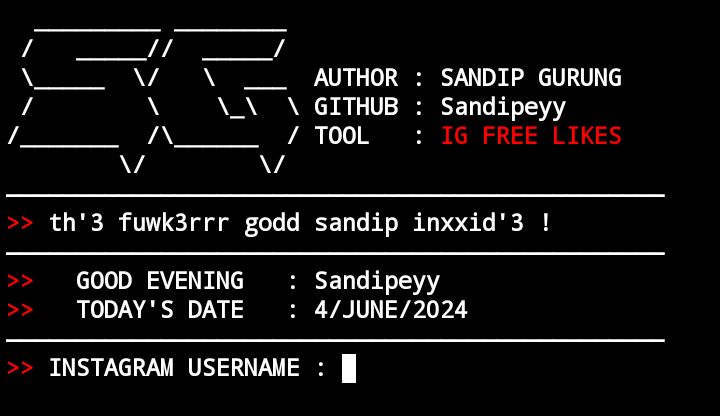 AUTHOR : SANDIP GURUNG
GITHUB : Sandipeyy
TOOL   : IG FREE LIKES
>> th'3 fuwk3rrr godd sandip inxxid'3 !
>>   GOOD EVENING   : Sandipeyy
>>   TODAY'S DATE   : 4/JUNE/2024
>> INSTAGRAM USERNAME :